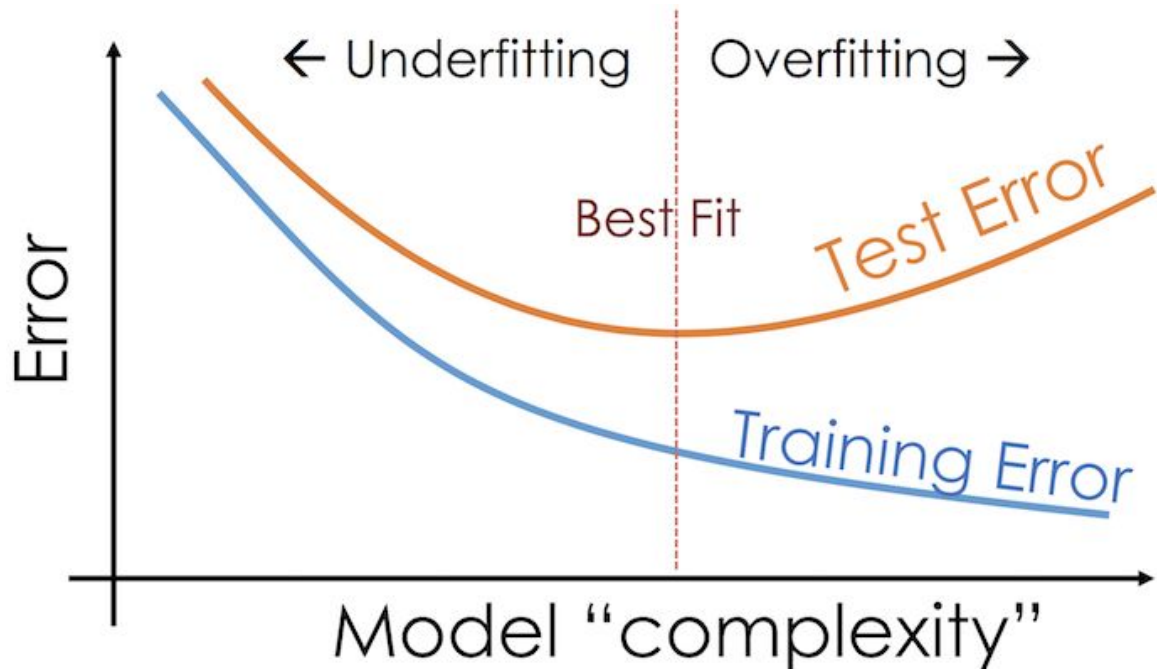 ← Underfitting
Overfitting →
Best Fit
Test Error
Training Error
Error
Model “complexity”